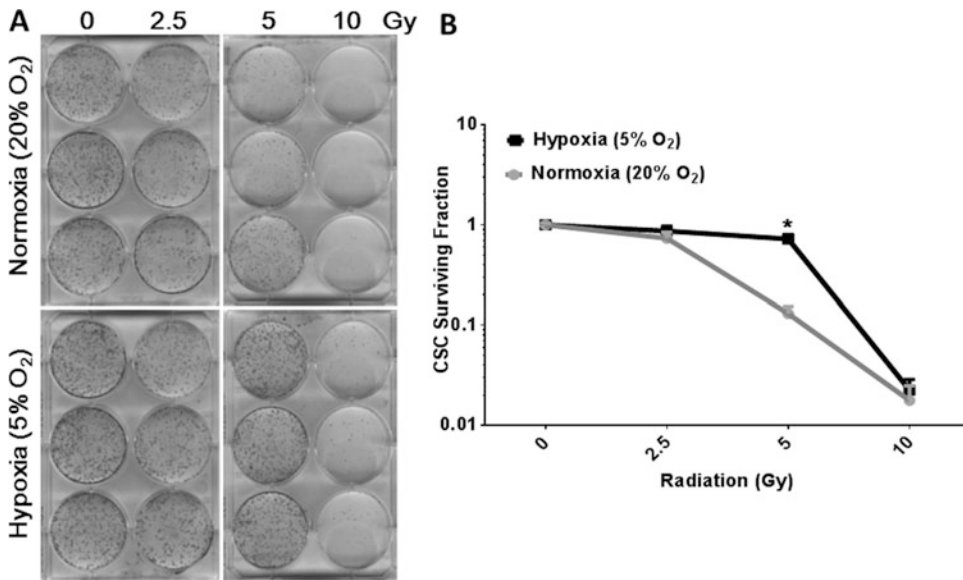 A
0 2.5 5 10 Gy
Normoxia (20% O₂)
Hypoxia (5% O₂)
B
10
1
0.1
0.01
CSC Surviving Fraction
Hypoxia (5% O₂)
Normoxia (20% O₂)
*
0 2.5 5 10
Radiation (Gy)